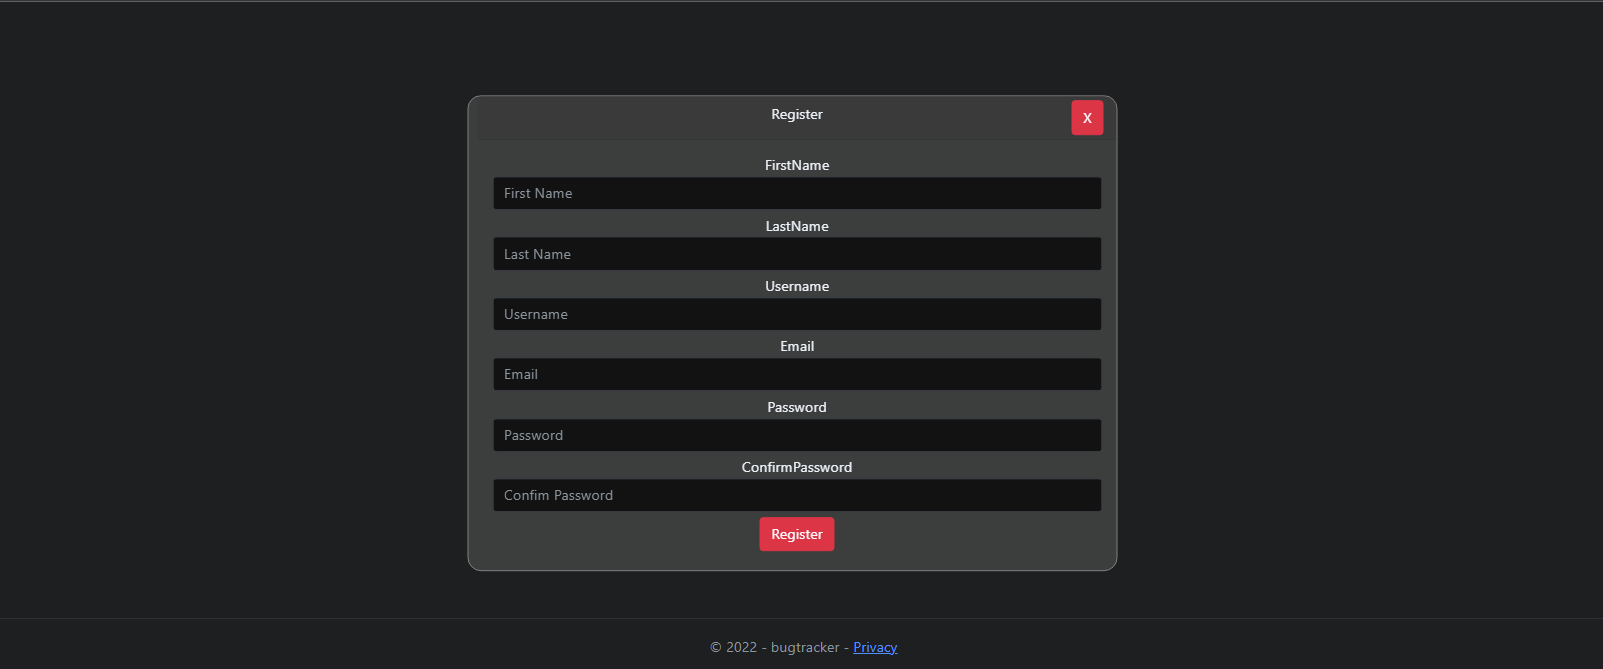 Register
X
FirstName
First Name
LastName
Last Name
Username
Username
Email
Email
Password
Password
ConfirmPassword
Confim Password
Register
© 2022 - bugtracker - Privacy